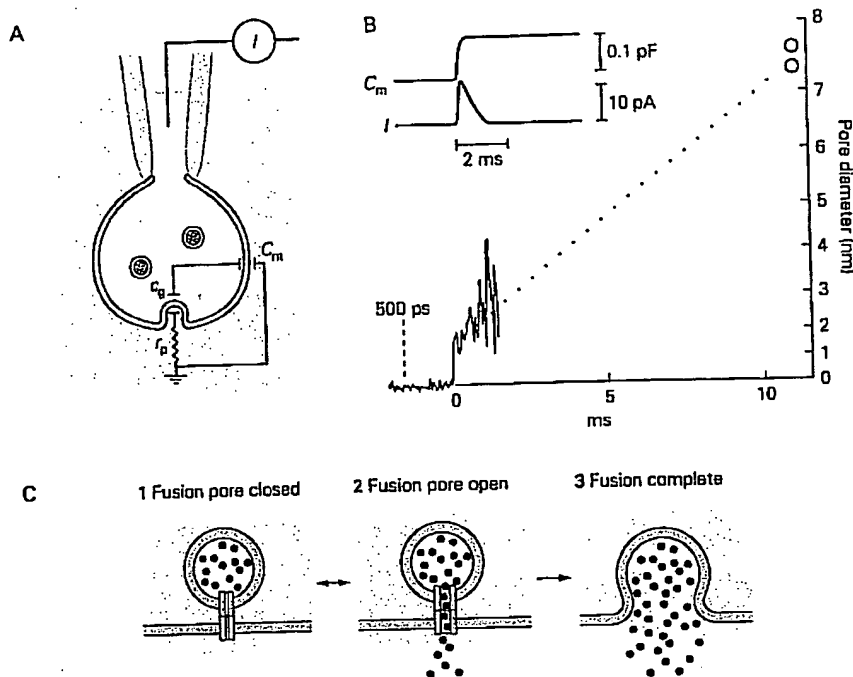 A
I
C_m
C_g
r_p
B
C_m
I
0.1 pF
10 pA
2 ms
500 ps
8
7
6
5
4
3
2
1
0
Pore diameter (nm)
0
5
10
ms
C
1 Fusion pore closed
2 Fusion pore open
3 Fusion complete